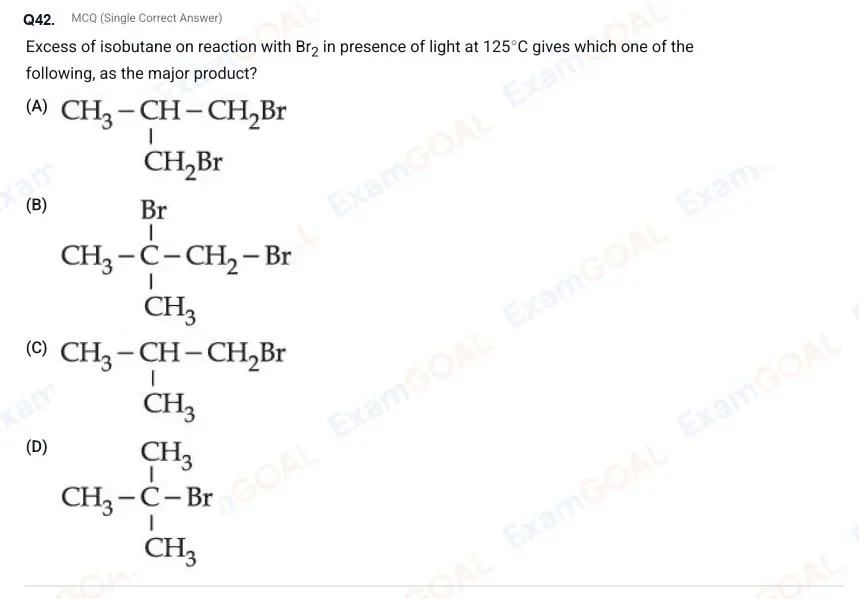 Q42. MCQ (Single Correct Answer)
Excess of isobutane on reaction with Br₂ in presence of light at 125°C gives which one of the
following, as the major product?
(A) CH₃ – CH – CH₂Br
|
CH₂Br
(B) Br
|
CH₃ – C – CH₂ – Br
|
CH₃
(C) CH₃ – CH – CH₂Br
|
CH₃
(D) CH₃
|
CH₃ – C – Br
|
CH₃
ExamGOAL